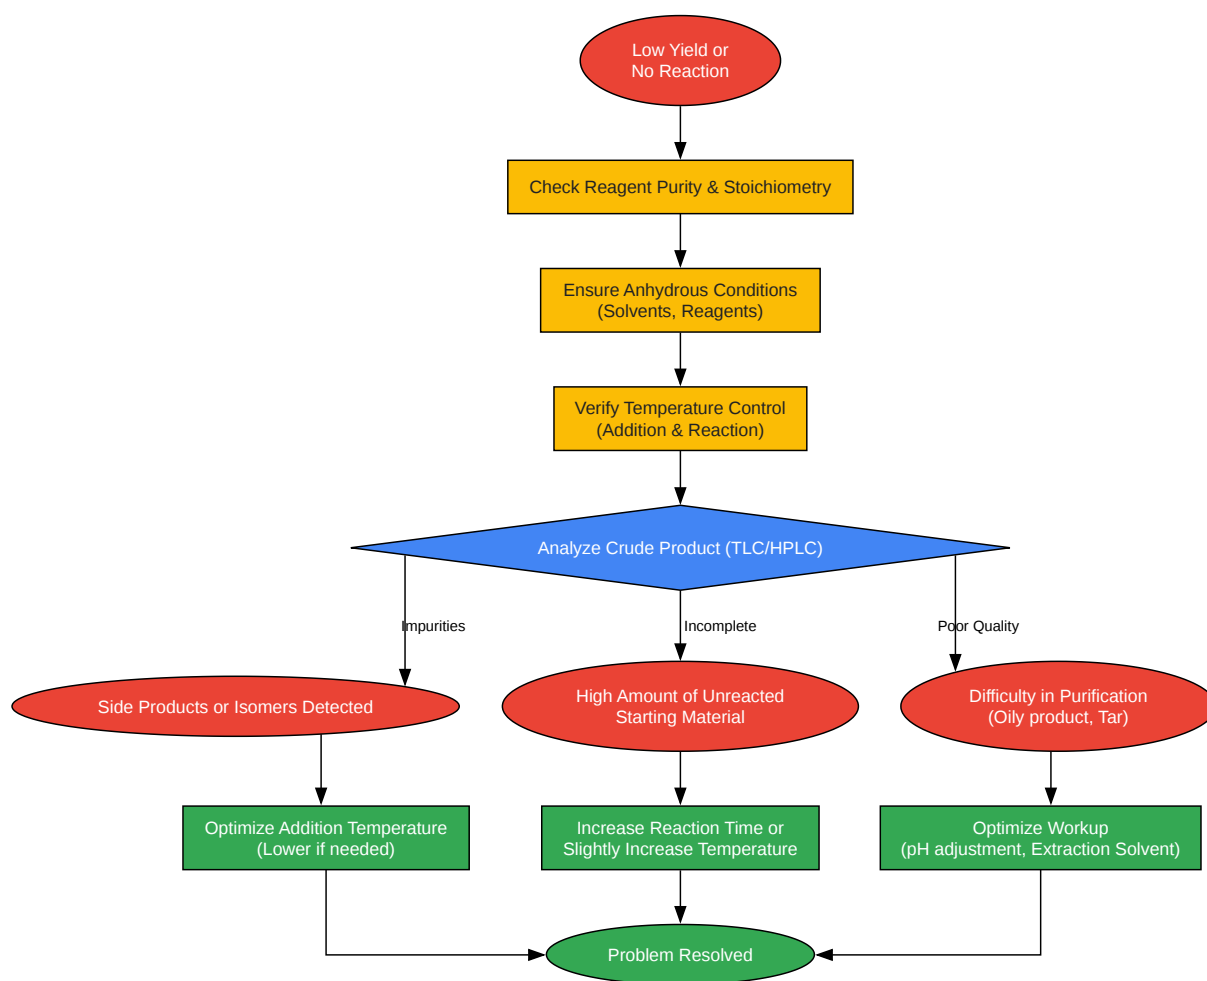 Low Yield or
No Reaction
Check Reagent Purity & Stoichiometry
Ensure Anhydrous Conditions
(Solvents, Reagents)
Verify Temperature Control
(Addition & Reaction)
Analyze Crude Product (TLC/HPLC)
Impurities
Incomplete
Poor Quality
Side Products or Isomers Detected
High Amount of Unreacted
Starting Material
Difficulty in Purification
(Oily product, Tar)
Optimize Addition Temperature
(Lower if needed)
Increase Reaction Time or
Slightly Increase Temperature
Optimize Workup
(pH adjustment, Extraction Solvent)
Problem Resolved